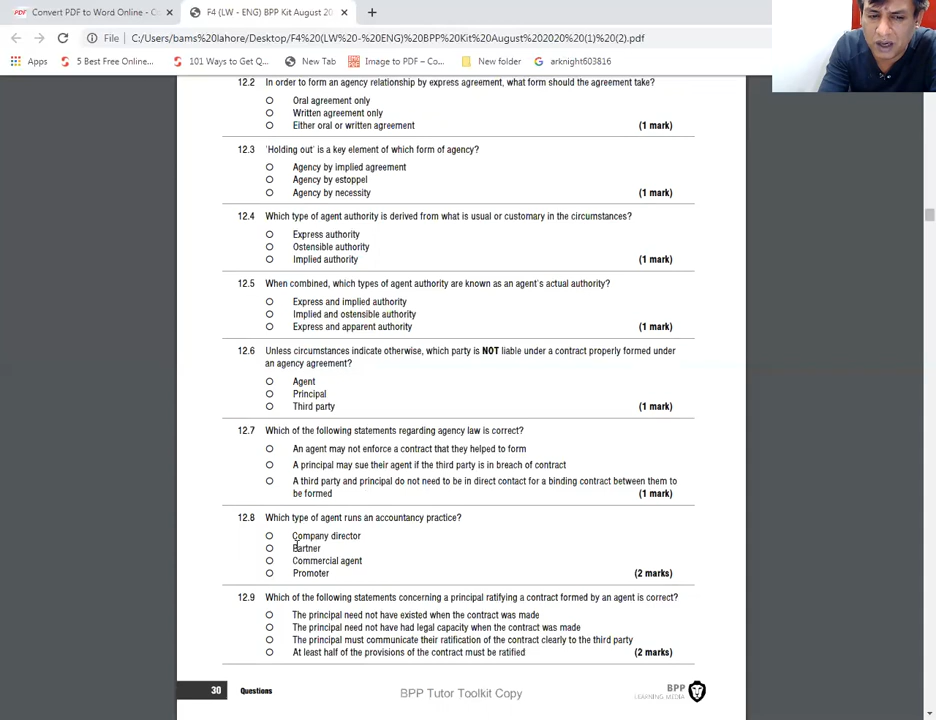 Convert PDF to Word Online - Co
F4 (LW - ENG) BPP Kit August 20
File
C:/Users/bams%20lahore/Desktop/F4%20(LW%20-%20ENG)%20BPP%20Kit%20August%202020%20(1)%20(2).pdf
Apps
5 Best Free Online...
101 Ways to Get Q...
New Tab
Image to PDF – Co...
New folder
arknight603816
12.2 In order to form an agency relationship by express agreement, what form should the agreement take?
Oral agreement only
Written agreement only
Either oral or written agreement (1 mark)
12.3 'Holding out' is a key element of which form of agency?
Agency by implied agreement
Agency by estoppel
Agency by necessity (1 mark)
12.4 Which type of agent authority is derived from what is usual or customary in the circumstances?
Express authority
Ostensible authority
Implied authority (1 mark)
12.5 When combined, which types of agent authority are known as an agent's actual authority?
Express and implied authority
Implied and ostensible authority
Express and apparent authority (1 mark)
12.6 Unless circumstances indicate otherwise, which party is NOT liable under a contract properly formed under
an agency agreement?
Agent
Principal
Third party (1 mark)
12.7 Which of the following statements regarding agency law is correct?
An agent may not enforce a contract that they helped to form
A principal may sue their agent if the third party is in breach of contract
A third party and principal do not need to be in direct contact for a binding contract between them to
be formed (1 mark)
12.8 Which type of agent runs an accountancy practice?
Company director
Partner
Commercial agent
Promoter (2 marks)
12.9 Which of the following statements concerning a principal ratifying a contract formed by an agent is correct?
The principal need not have existed when the contract was made
The principal need not have had legal capacity when the contract was made
The principal must communicate their ratification of the contract clearly to the third party
At least half of the provisions of the contract must be ratified (2 marks)
30 Questions
BPP Tutor Toolkit Copy
BPP
LEARNING MEDIA